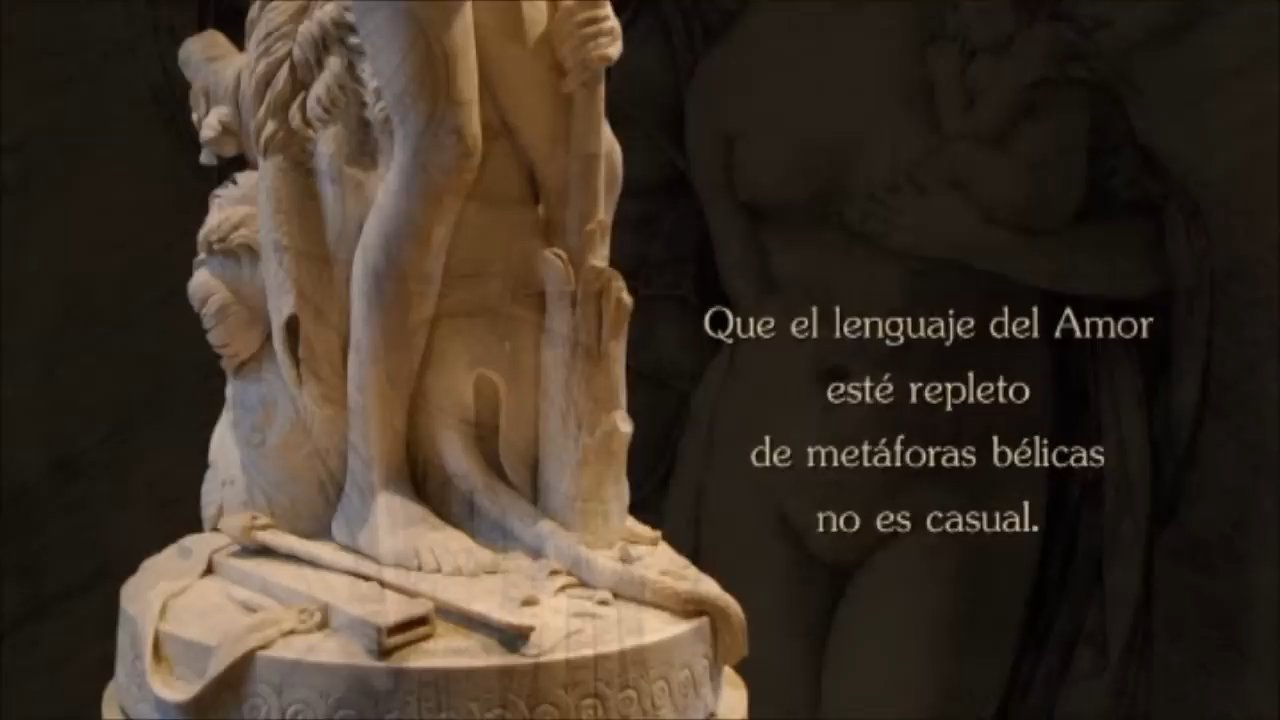 Que el lenguaje del Amor
esté repleto
de metáforas bélicas
no es casual.